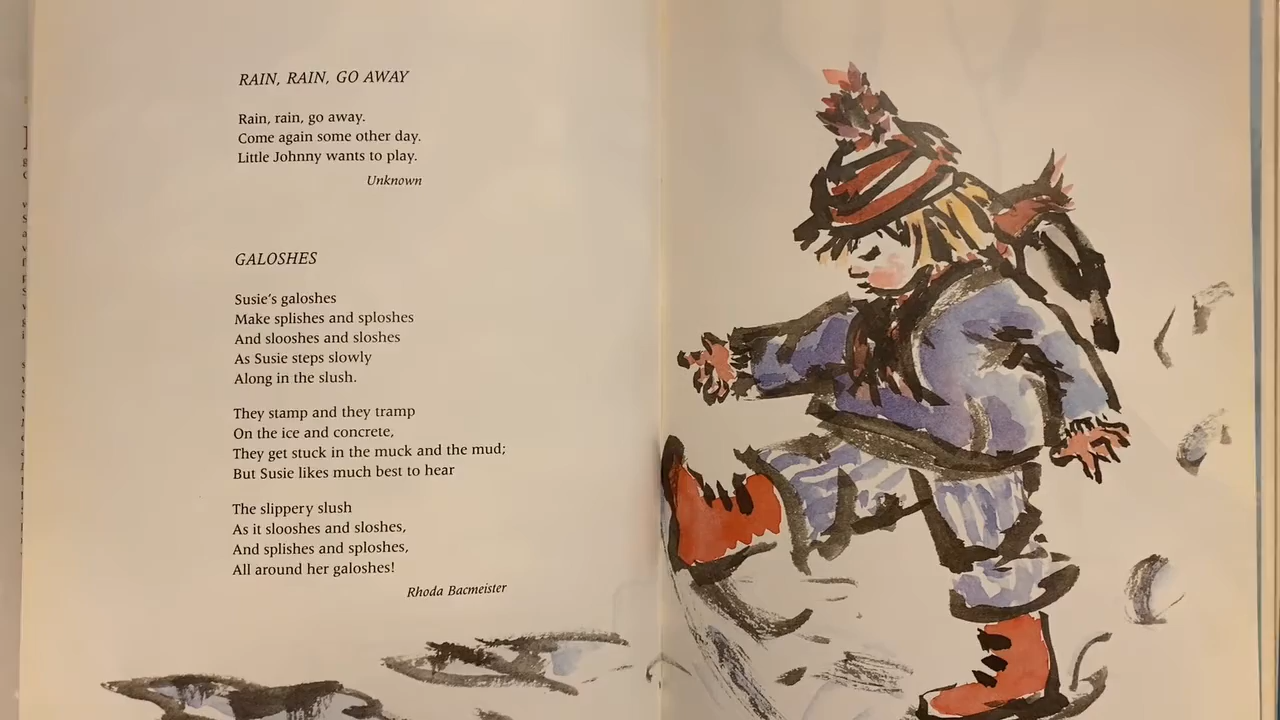 RAIN, RAIN, GO AWAY
Rain, rain, go away.
Come again some other day.
Little Johnny wants to play.
Unknown
GALOSHES
Susie's galoshes
Make splishes and sploshes
And slooshes and sloshes
As Susie steps slowly
Along in the slush.
They stamp and they tramp
On the ice and concrete,
They get stuck in the muck and the mud;
But Susie likes much best to hear
The slippery slush
As it slooshes and sloshes,
And splishes and sploshes,
All around her galoshes!
Rhoda Bacmeister